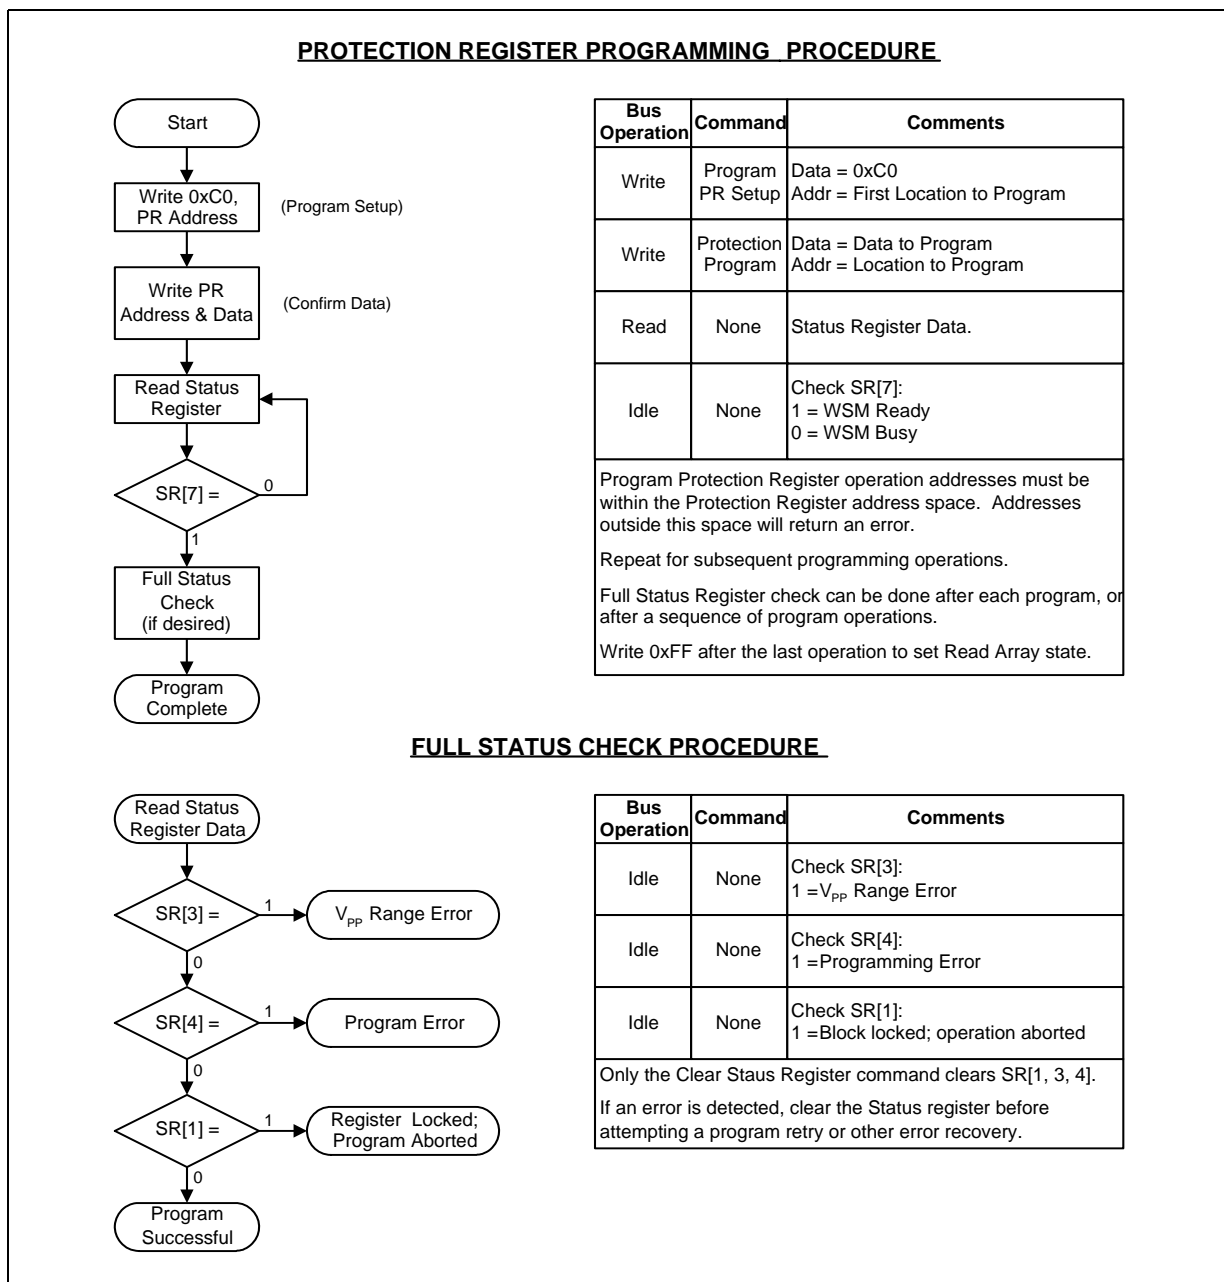 PROTECTION REGISTER PROGRAMMING PROCEDURE
Start
Write 0xC0,
PR Address
(Program Setup)
Write PR
Address & Data
(Confirm Data)
Read Status
Register
SR[7] =
0
1
Full Status
Check
(if desired)
Program
Complete
Bus
Operation
Command
Comments
Write
Program
PR Setup
Data = 0xC0
Addr = First Location to Program
Write
Protection
Program
Data = Data to Program
Addr = Location to Program
Read
None
Status Register Data.
Idle
None
Check SR[7]:
1 = WSM Ready
0 = WSM Busy
Program Protection Register operation addresses must be
within the Protection Register address space. Addresses
outside this space will return an error.
Repeat for subsequent programming operations.
Full Status Register check can be done after each program, or
after a sequence of program operations.
Write 0xFF after the last operation to set Read Array state.
FULL STATUS CHECK PROCEDURE
Read Status
Register Data
SR[3] =
1
VPP Range Error
0
SR[4] =
1
Program Error
0
SR[1] =
1
Register Locked;
Program Aborted
0
Program
Successful
Bus
Operation
Command
Comments
Idle
None
Check SR[3]:
1 =VPP Range Error
Idle
None
Check SR[4]:
1 =Programming Error
Idle
None
Check SR[1]:
1 =Block locked; operation aborted
Only the Clear Staus Register command clears SR[1, 3, 4].
If an error is detected, clear the Status register before
attempting a program retry or other error recovery.